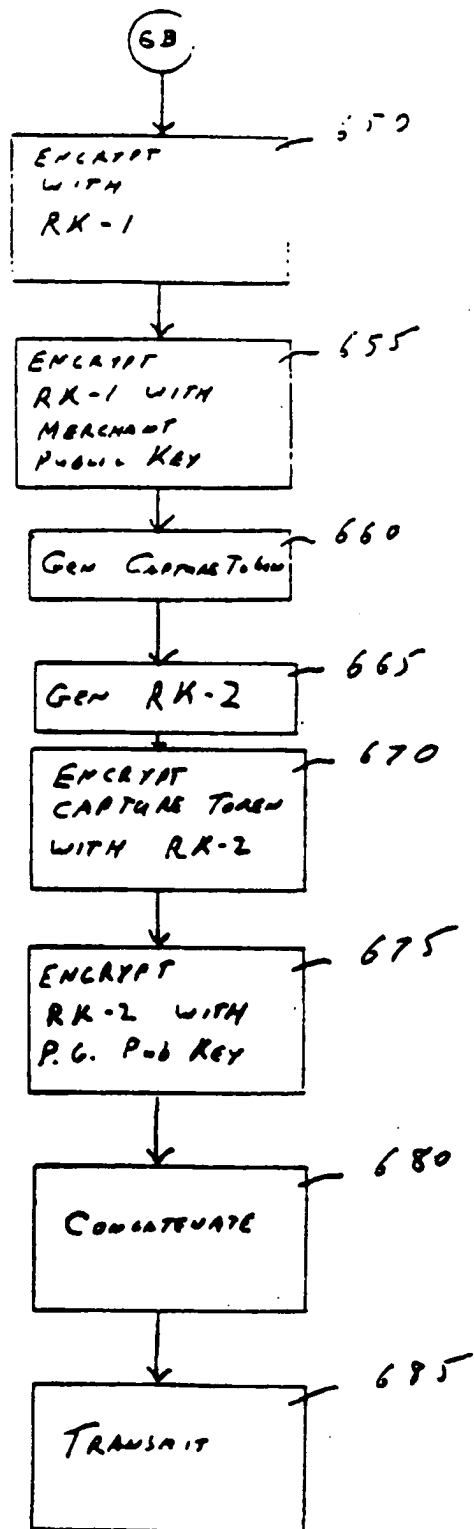 6B
650
ENCRYPT
WITH
RK-1
655
ENCRYPT
RK-1 WITH
MERCHANT
PUBLIC KEY
660
GEN CAPTURE TOKEN
665
GEN RK-2
670
ENCRYPT
CAPTURE TOKEN
WITH RK-2
675
ENCRYPT
RK-2 WITH
P.G. PUB KEY
680
CONCATENATE
685
TRANSMIT